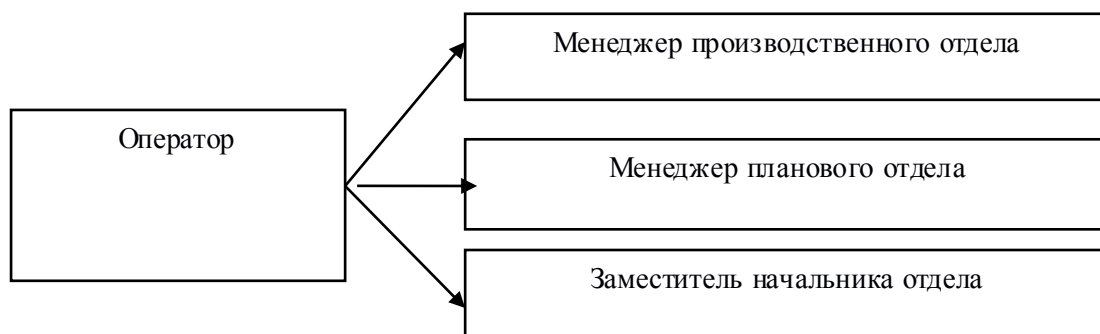 Менеджер производственного отдела
Оператор
Менеджер планового отдела
Заместитель начальника отдела